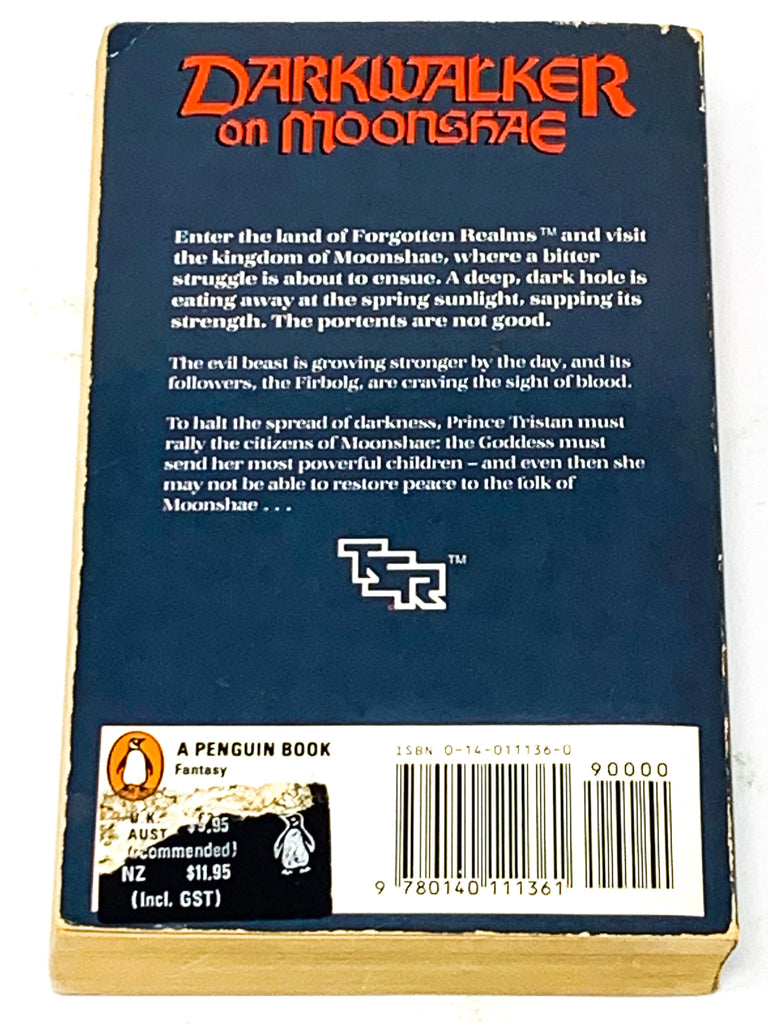 DARKWALKER
on MOONSHAE
Enter the land of Forgotten Realms™ and visit
the kingdom of Moonshae, where a bitter
struggle is about to ensue. A deep, dark hole is
eating away at the spring sunlight, sapping its
strength. The portents are not good.
The evil beast is growing stronger by the day, and its
followers, the Firbolg, are craving the sight of blood.
To halt the spread of darkness, Prince Tristan must
rally the citizens of Moonshae: the Goddess must
send her most powerful children – and even then she
may not be able to restore peace to the folk of
Moonshae . . .
TSR™
A PENGUIN BOOK
Fantasy
ISBN 0-14-011136-0
90000
9 780140 111361
U.K.
AUST $9.95
commended)
NZ $11.95
(Incl. GST)